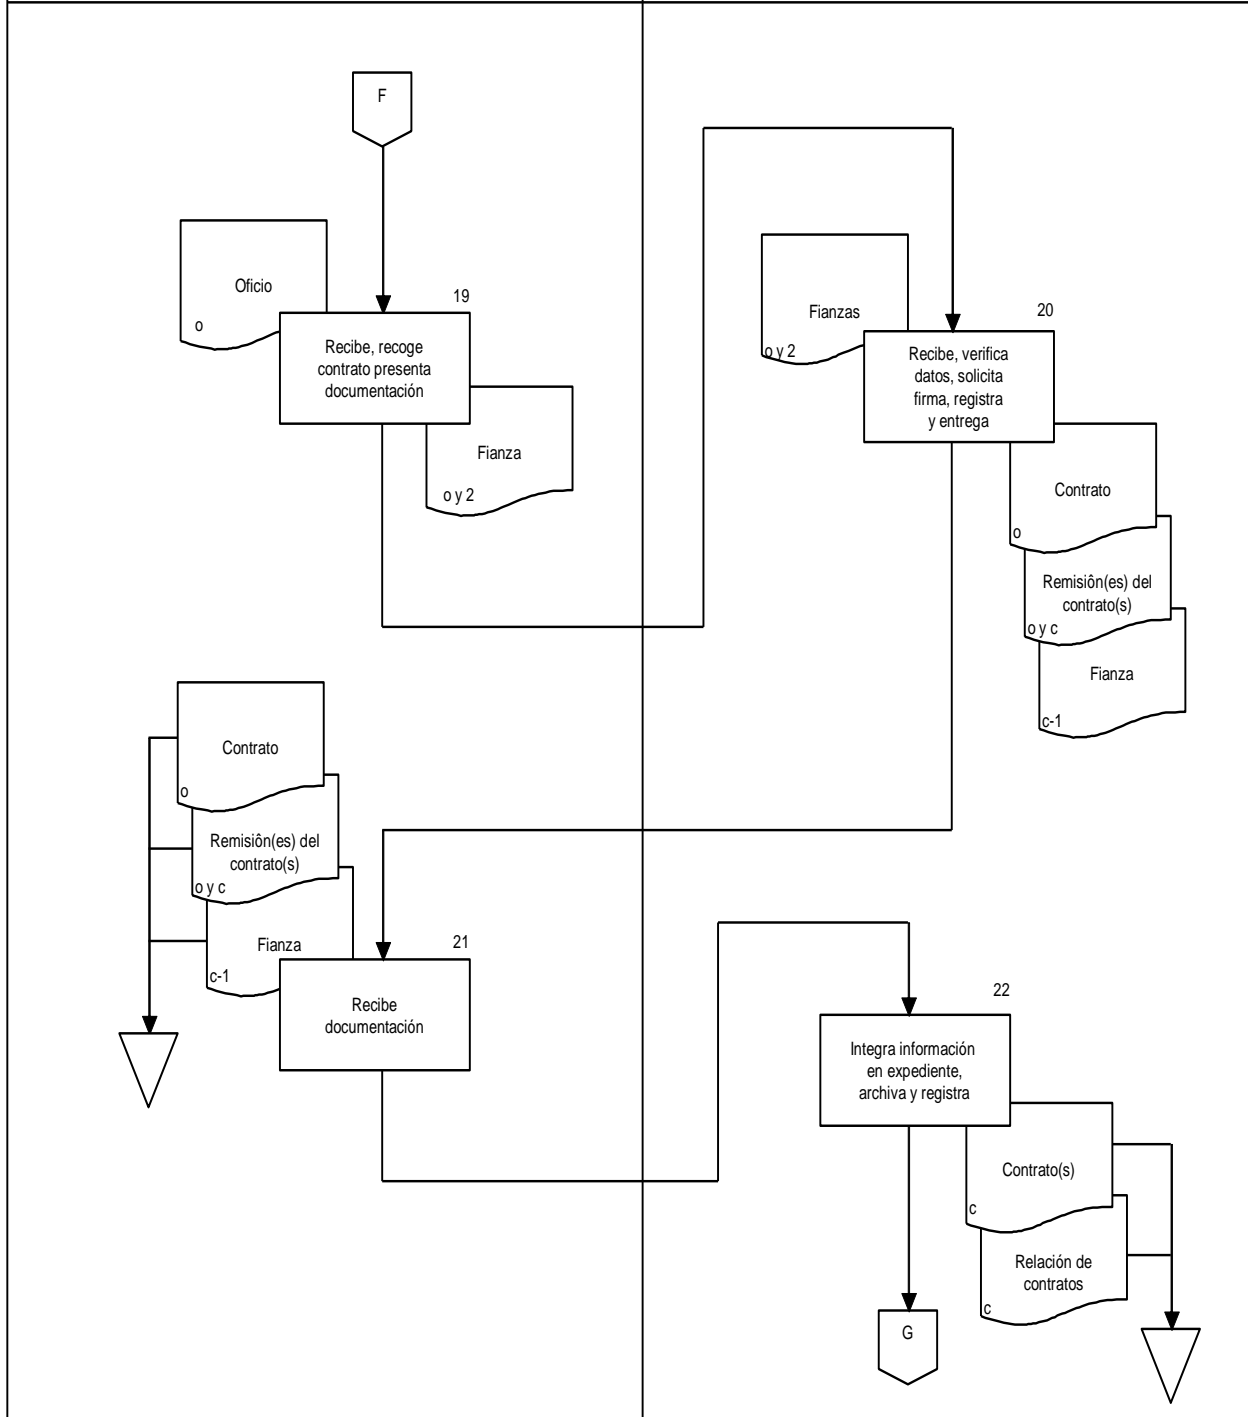 F
Oficio
o
19
Recibe, recoge
contrato presenta
documentación
Fianza
o y 2
Fianzas
o y 2
20
Recibe, verifica
datos, solicita
firma, registra
y entrega
Contrato
o
Remisión(es) del
contrato(s)
o y c
Fianza
c-1
Contrato
o
Remisión(es) del
contrato(s)
o y c
Fianza
c-1
21
Recibe
documentación
22
Integra información
en expediente,
archiva y registra
Contrato(s)
c
Relación de
contratos
c
G